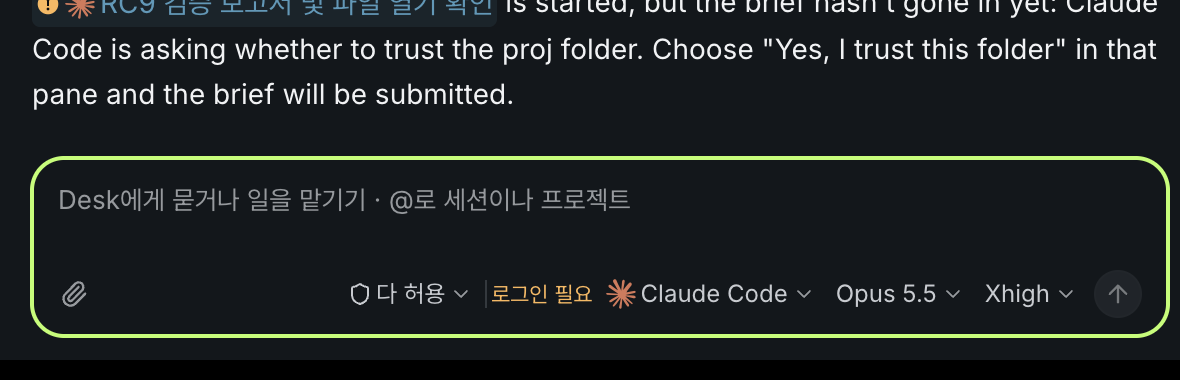 RC9 검증 보고서 및 파일 열기 확인 is started, but the brief hasn't gone in yet: Claude
Code is asking whether to trust the proj folder. Choose "Yes, I trust this folder" in that
pane and the brief will be submitted.
Desk에게 묻거나 일을 맡기기 · @로 세션이나 프로젝트
다 허용 로그인 필요 Claude Code Opus 5.5 Xhigh